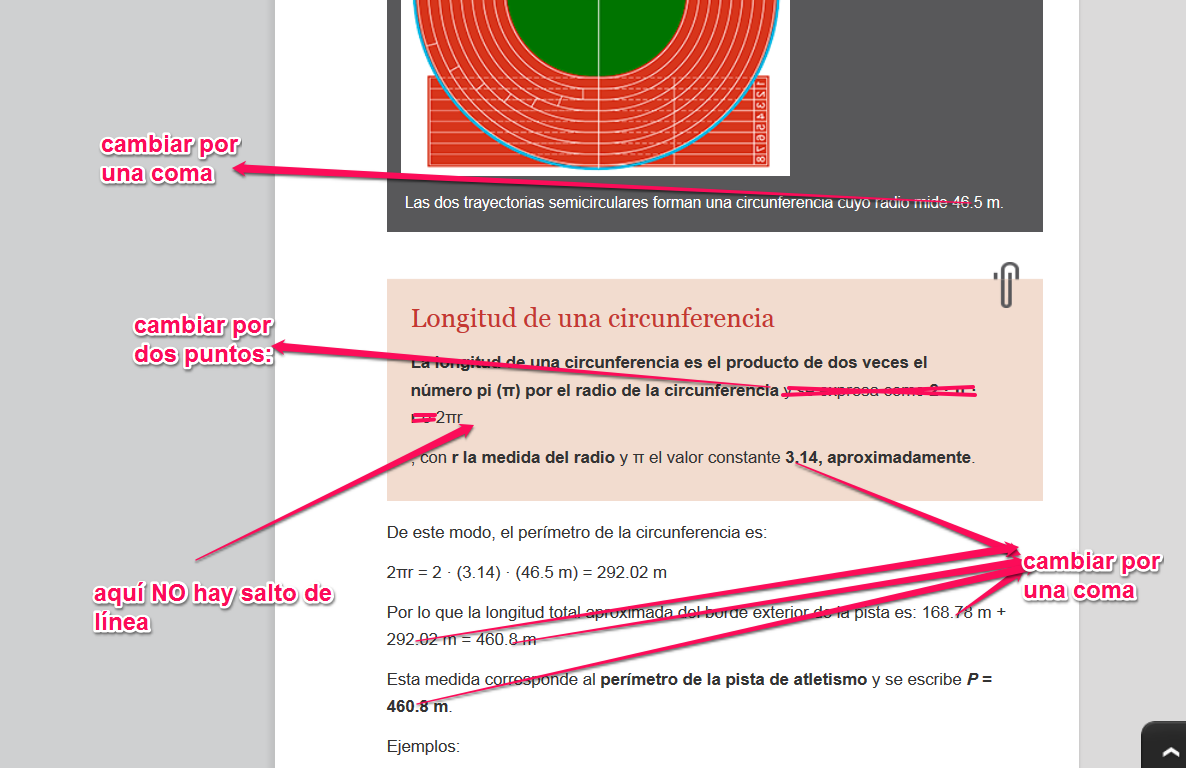 1 2 3 4 5 6 7 8
cambiar por
una coma
Las dos trayectorias semicirculares forman una circunferencia cuyo radio mide 46.5 m.
Longitud de una circunferencia
cambiar por
dos puntos:
La longitud de una circunferencia es el producto de dos veces el
número pi (π) por el radio de la circunferencia y se expresa como 2 · π ·
r o 2πr
, con r la medida del radio y π el valor constante 3.14, aproximadamente.
De este modo, el perímetro de la circunferencia es:
2πr = 2 · (3.14) · (46.5 m) = 292.02 m
cambiar por
una coma
aquí NO hay salto de
línea
Por lo que la longitud total aproximada del borde exterior de la pista es: 168.78 m +
292.02 m = 460.8 m
Esta medida corresponde al perímetro de la pista de atletismo y se escribe P =
460.8 m.
Ejemplos: